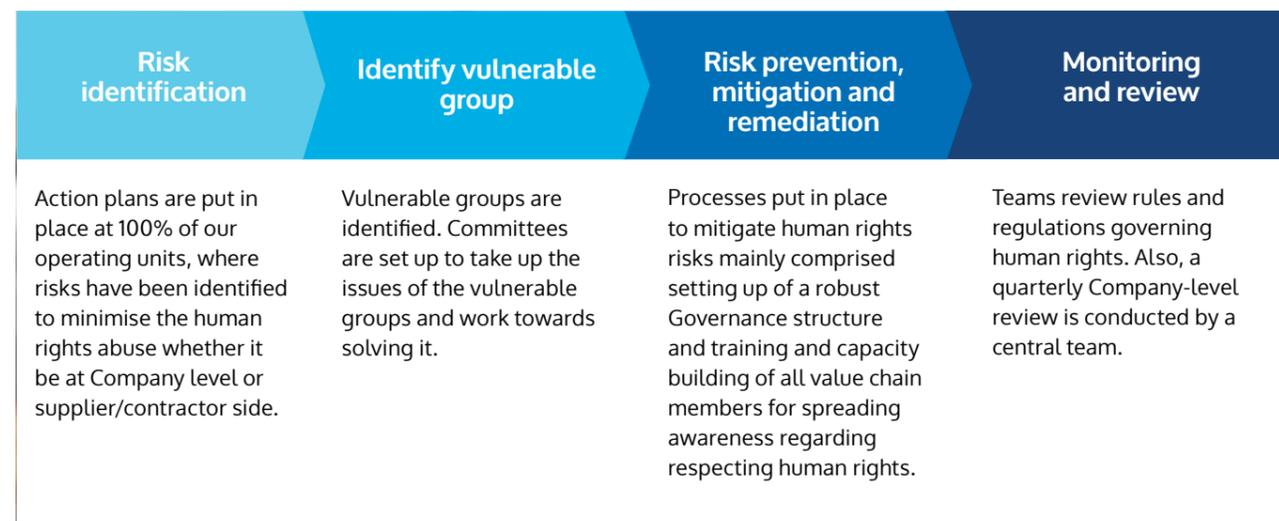 Risk
identification
Identify vulnerable
group
Risk prevention,
mitigation and
remediation
Monitoring
and review
Action plans are put in
place at 100% of our
operating units, where
risks have been identified
to minimise the human
rights abuse whether it
be at Company level or
supplier/contractor side.
Vulnerable groups are
identified. Committees
are set up to take up the
issues of the vulnerable
groups and work towards
solving it.
Processes put in place
to mitigate human rights
risks mainly comprised
setting up of a robust
Governance structure
and training and capacity
building of all value chain
members for spreading
awareness regarding
respecting human rights.
Teams review rules and
regulations governing
human rights. Also, a
quarterly Company-level
review is conducted by a
central team.